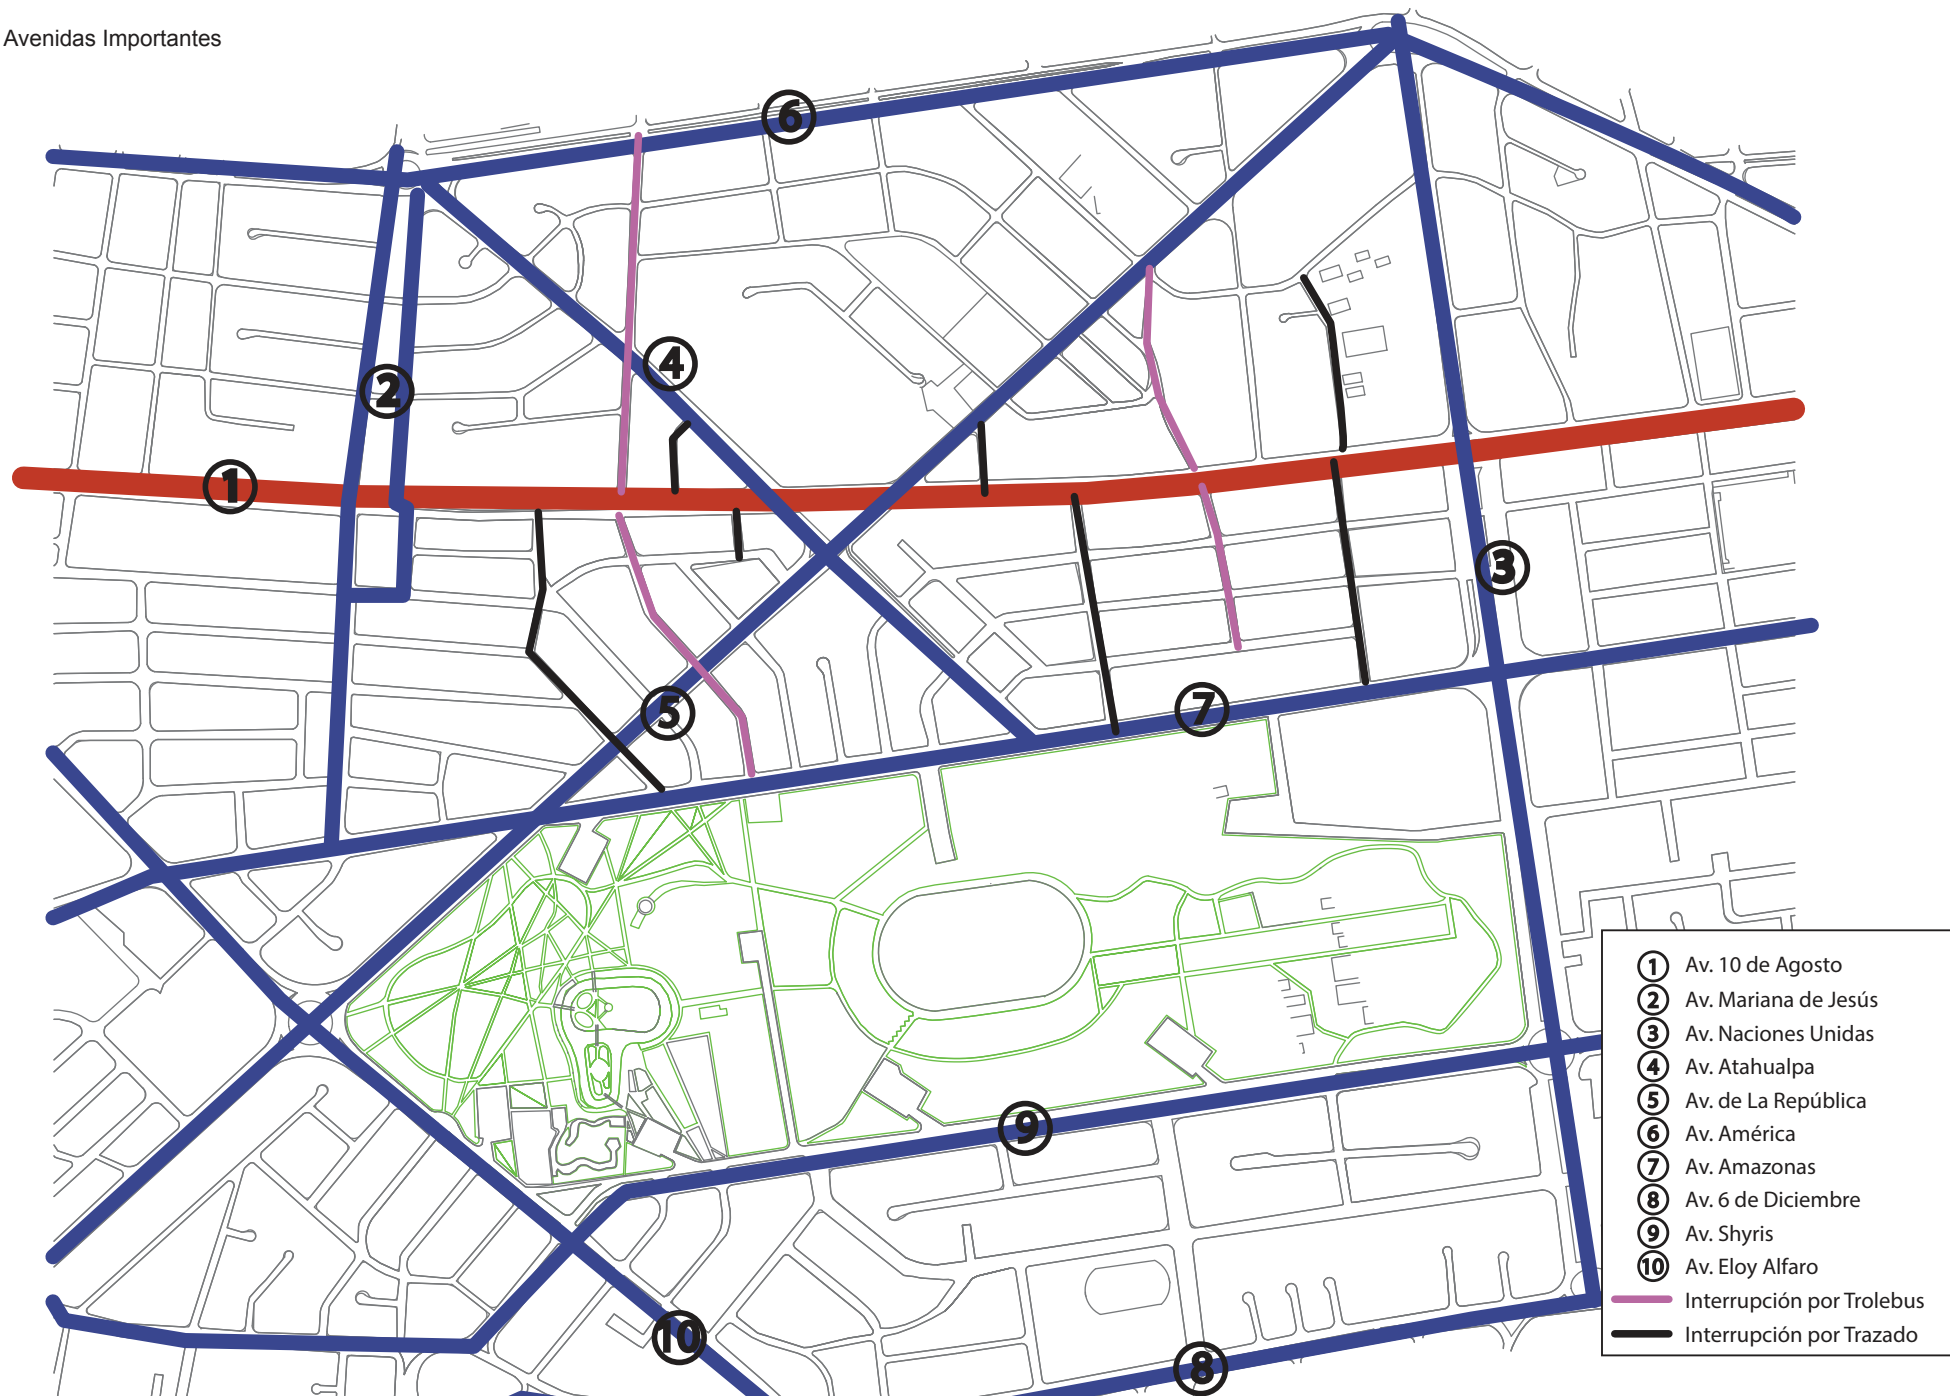 Avenidas Importantes
6
4
2
1
3
5
7
9
10
8
1 Av. 10 de Agosto
2 Av. Mariana de Jesús
3 Av. Naciones Unidas
4 Av. Atahualpa
5 Av. de La República
6 Av. América
7 Av. Amazonas
8 Av. 6 de Diciembre
9 Av. Shyris
10 Av. Eloy Alfaro
Interrupción por Trolebus
Interrupción por Trazado